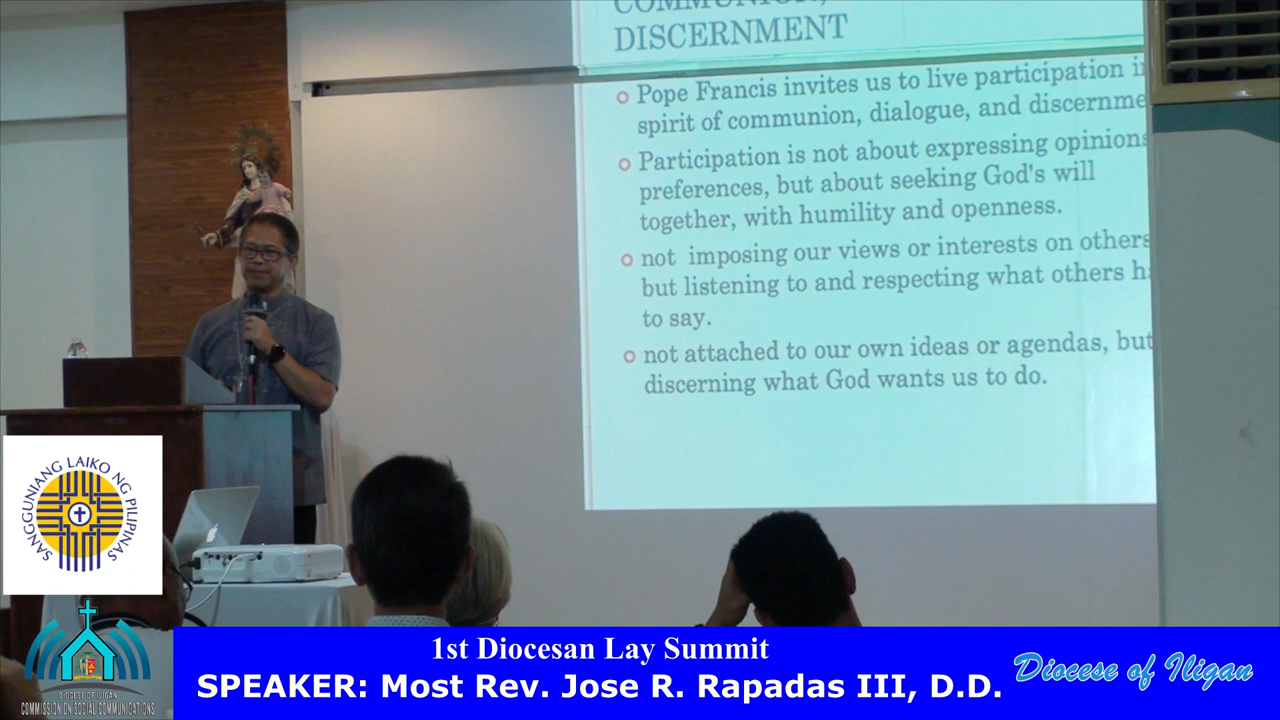 COMMUNION,
DISCERNMENT
Pope Francis invites us to live participation
spirit of communion, dialogue, and
Participation is not about expressing opinions
preferences, but about seeking God's will
together, with humility and openness.
not imposing our views or interests on others
but listening to and respecting what others
to say.
not attached to our own ideas or agendas, but
discerning what God wants us to do.
SANGGUNIANG LAIKO NG PILIPINAS
DIOCESE OF ILIGAN
COMMISSION ON SOCIAL COMMUNICATIONS
1st Diocesan Lay Summit
SPEAKER: Most Rev. Jose R. Rapadas III, D.D.
Diocese of Iligan